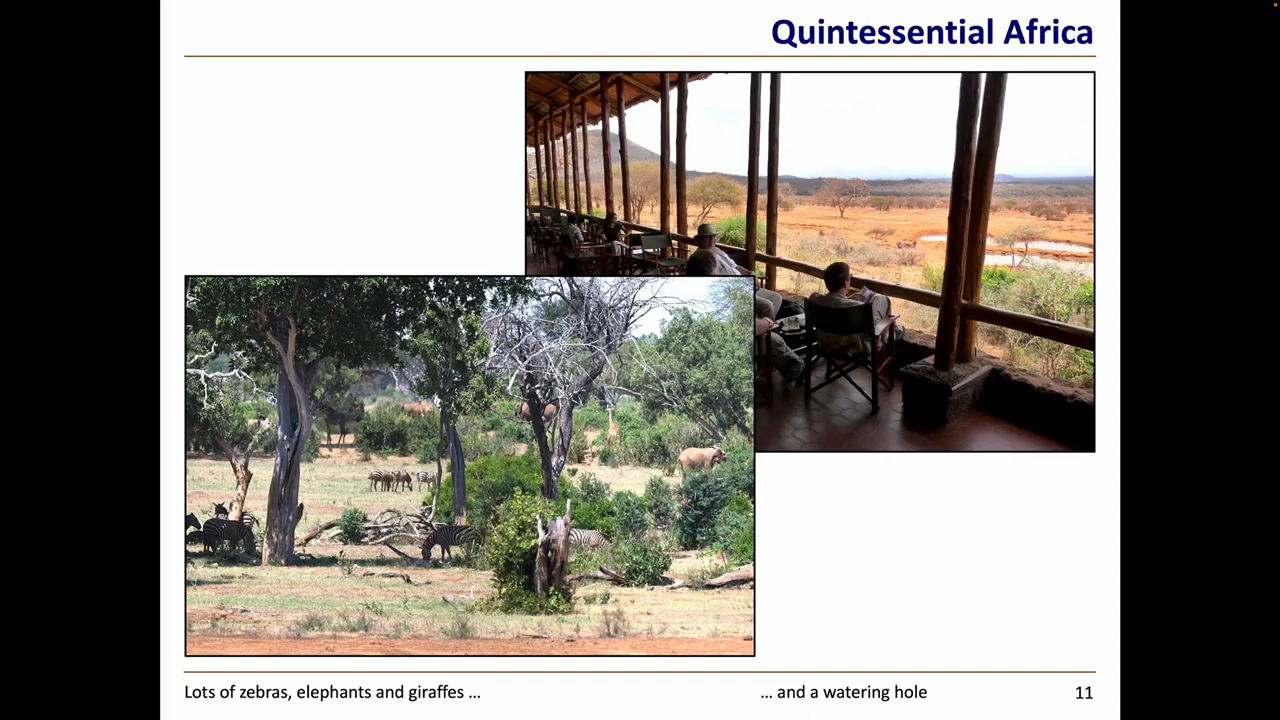 Quintessential Africa
Lots of zebras, elephants and giraffes …
… and a watering hole
11